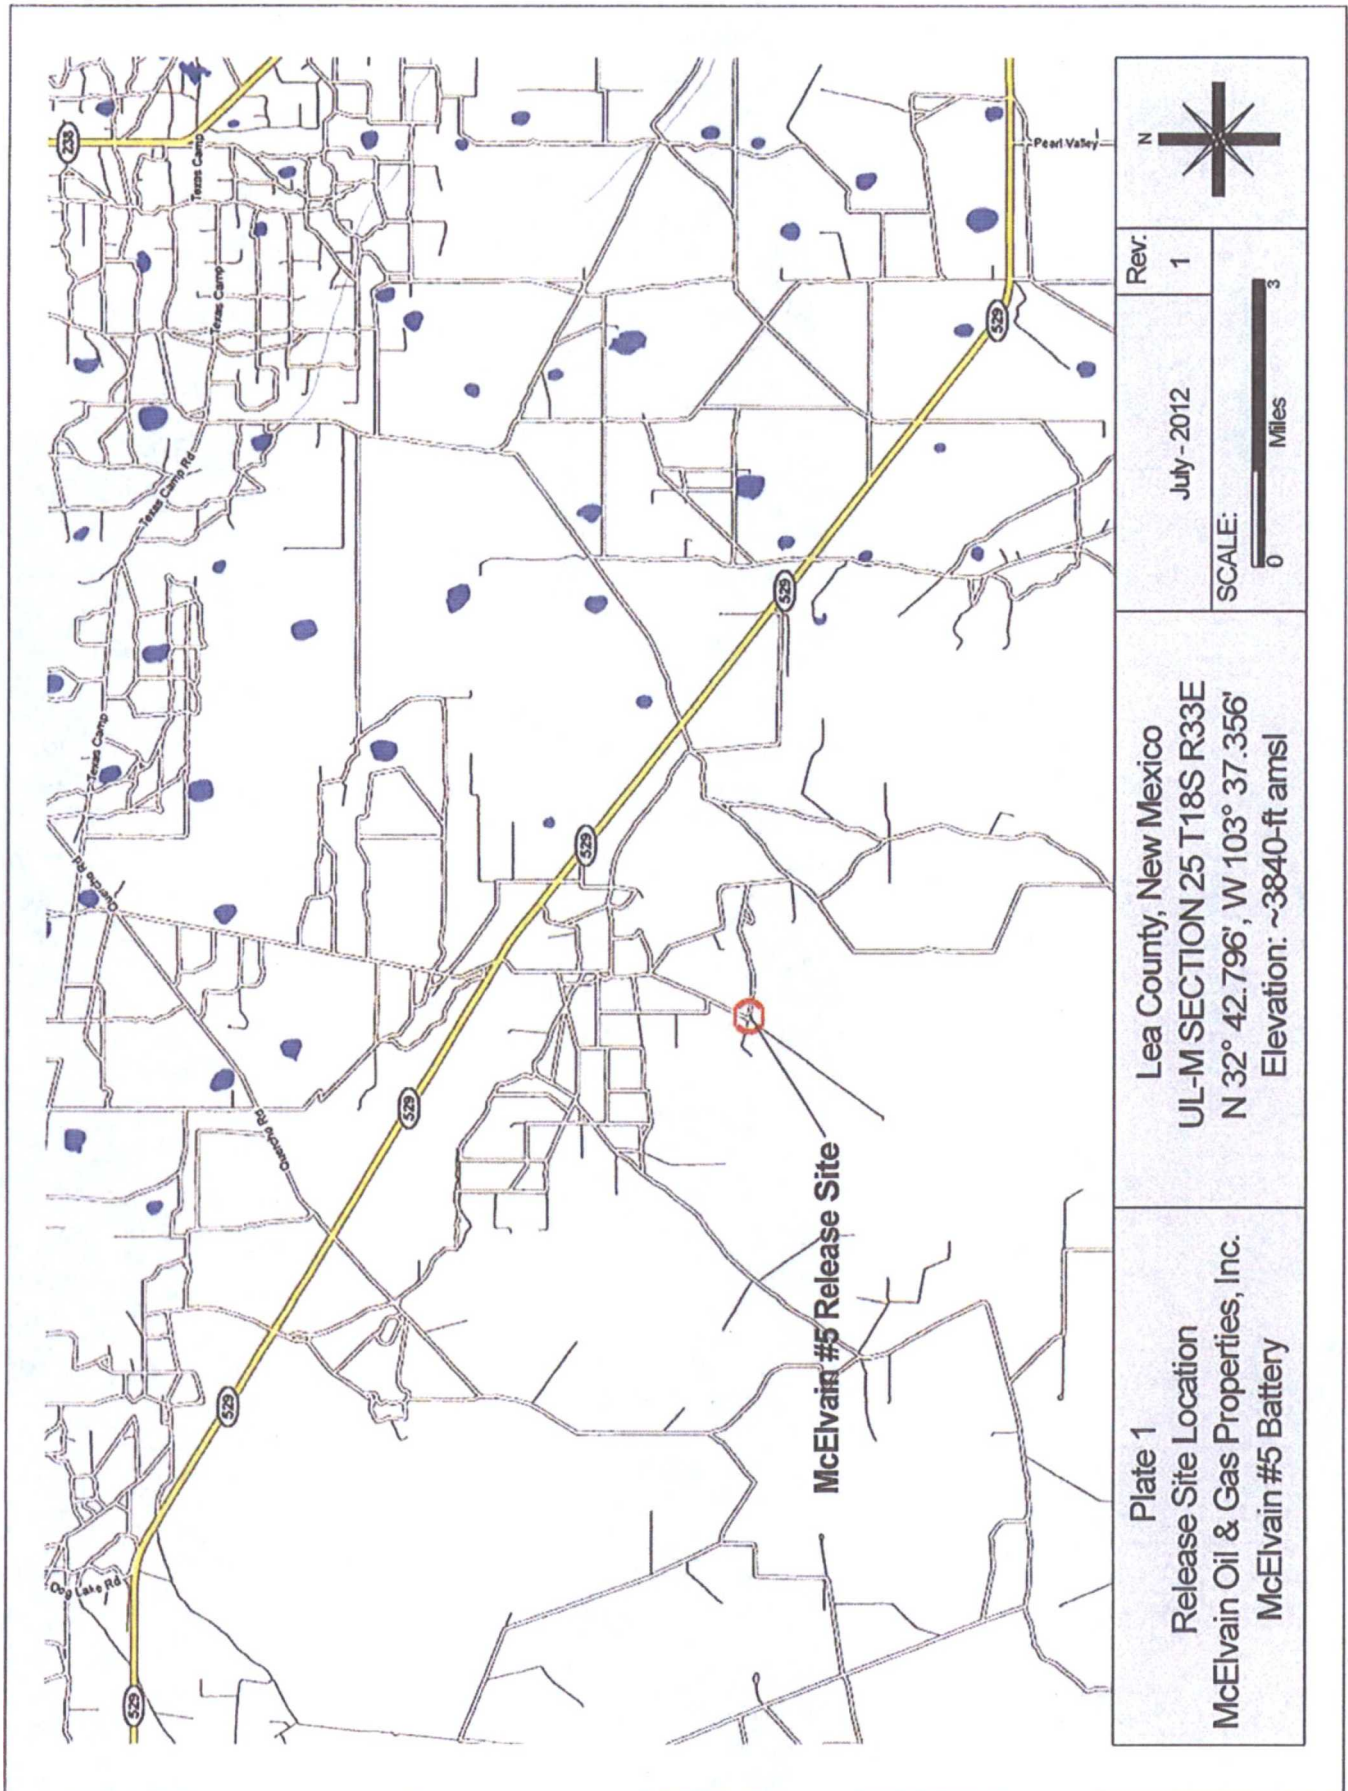 529
Dog Lake Rd
529
529
Querecho Rd
Querecho Rd
Texas Camp
Texas Camp Rd
Texas Camp
Texas Camp
238
529
529
529
Pearl Valley
McElvain #5 Release Site
Plate 1
Release Site Location
McElvain Oil & Gas Properties, Inc.
McElvain #5 Battery
Lea County, New Mexico
UL-M SECTION 25 T18S R33E
N 32° 42.796', W 103° 37.356'
Elevation: ~3840-ft amsl
July - 2012
Rev:
1
SCALE:
0 Miles 3
N